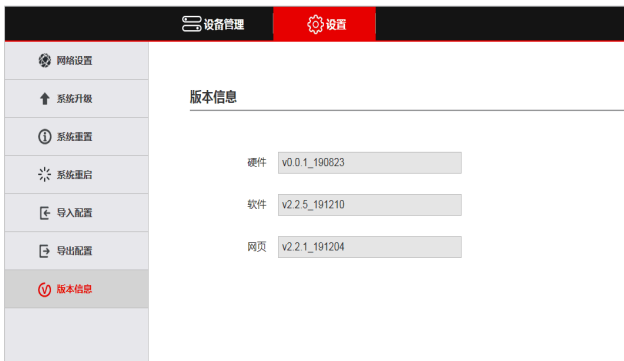 设备管理
设置
网络设置
系统升级
系统重置
系统重启
导入配置
导出配置
版本信息
版本信息
硬件 v0.0.1_190823
软件 v2.2.5_191210
网页 v2.2.1_191204